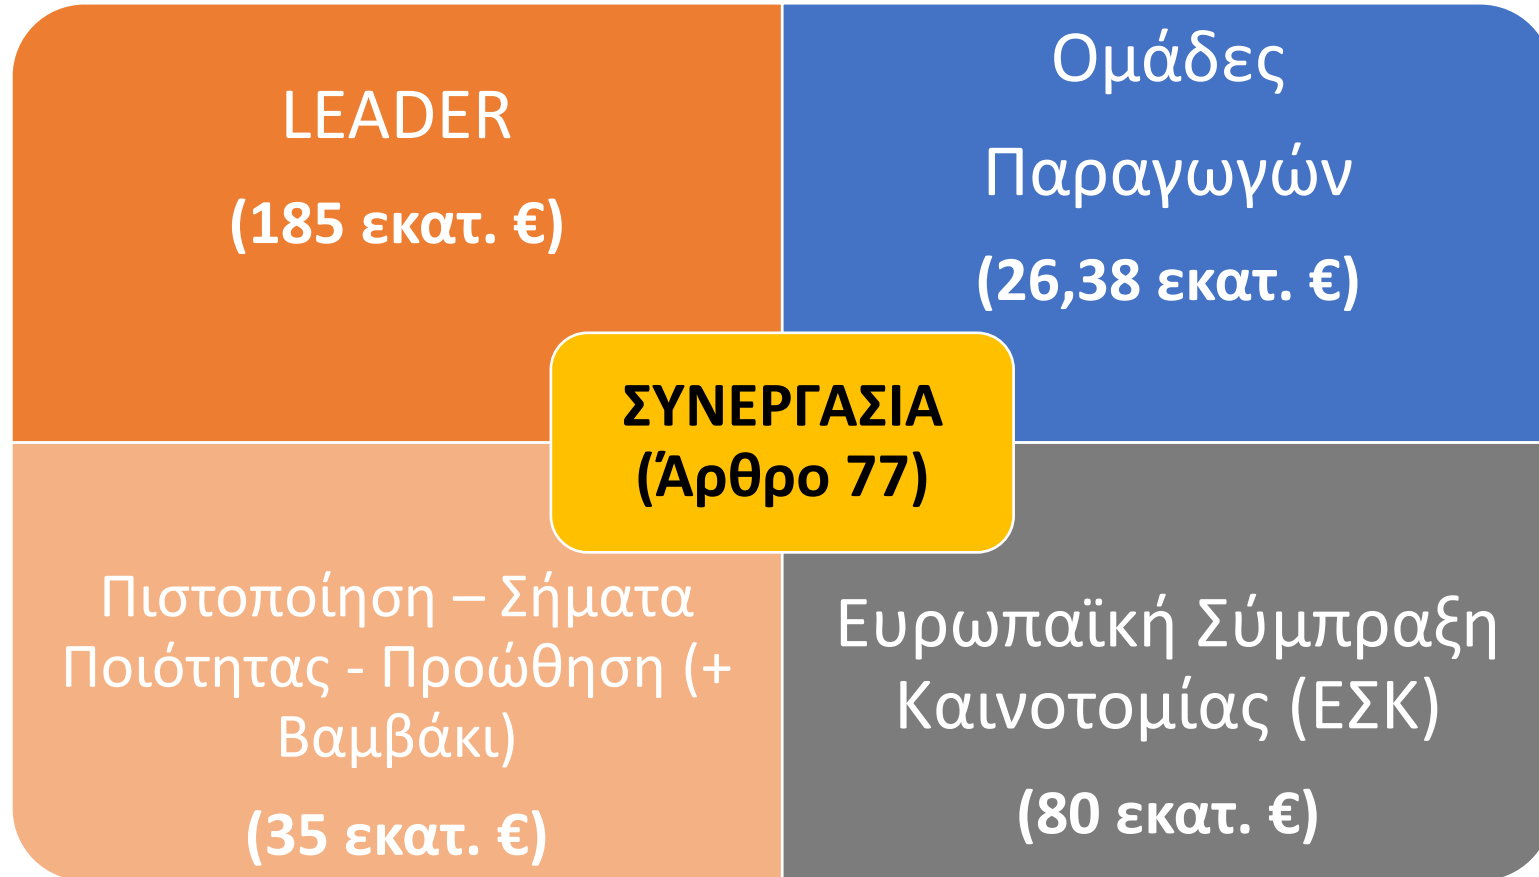 LEADER
(185 εκατ. €)
Ομάδες
Παραγωγών
(26,38 εκατ. €)
ΣΥΝΕΡΓΑΣΙΑ
(Άρθρο 77)
Πιστοποίηση – Σήματα
Ποιότητας - Προώθηση (+
Βαμβάκι)
(35 εκατ. €)
Ευρωπαϊκή Σύμπραξη
Καινοτομίας (ΕΣΚ)
(80 εκατ. €)